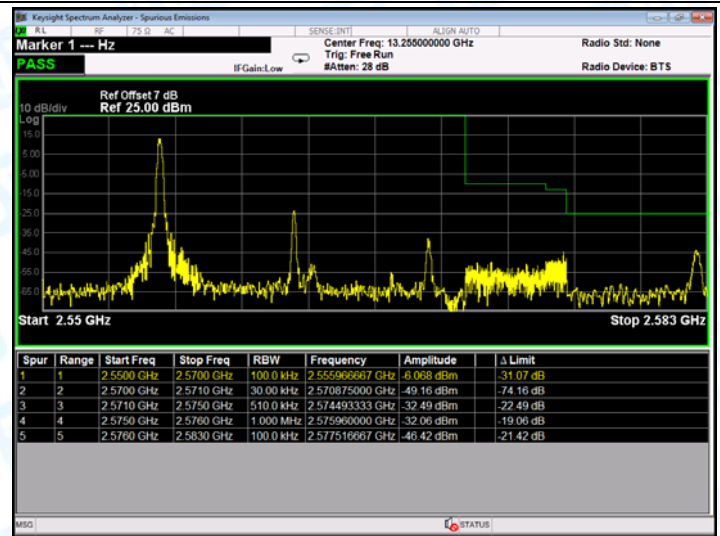 Keysight Spectrum Analyzer - Spurious Emissions
RL RF 75 Ω AC SENSE:INT ALIGN AUTO
Marker 1 --- Hz
Center Freq: 13.255000000 GHz
Radio Std: None
PASS
Trig: Free Run
IFGain:Low
#Atten: 28 dB
Radio Device: BTS
Ref Offset 7 dB
10 dB/div Ref 25.00 dBm
Log
15.0
5.00
-5.00
-15.0
-25.0
-35.0
-45.0
-55.0
-65.0
Start 2.55 GHz Stop 2.583 GHz
Spur Range Start Freq Stop Freq RBW Frequency Amplitude Δ Limit
1 1 2.5500 GHz 2.5700 GHz 100.0 kHz 2.555966667 GHz -6.068 dBm -31.07 dB
2 2 2.5700 GHz 2.5710 GHz 30.00 kHz 2.570875000 GHz -49.16 dBm -74.16 dB
3 3 2.5710 GHz 2.5750 GHz 510.0 kHz 2.574493333 GHz -32.49 dBm -22.49 dB
4 4 2.5750 GHz 2.5760 GHz 1.000 MHz 2.575960000 GHz -32.06 dBm -19.06 dB
5 5 2.5760 GHz 2.5830 GHz 100.0 kHz 2.577516667 GHz -46.42 dBm -21.42 dB
MSG STATUS